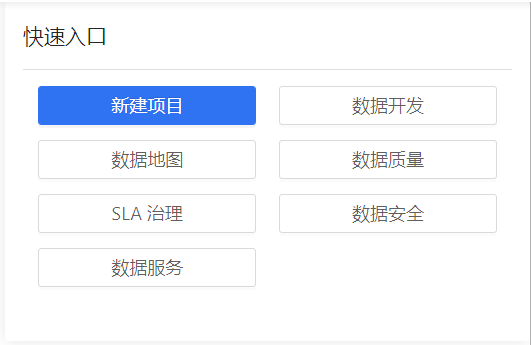 快速入口
新建项目
数据开发
数据地图
数据质量
SLA 治理
数据安全
数据服务